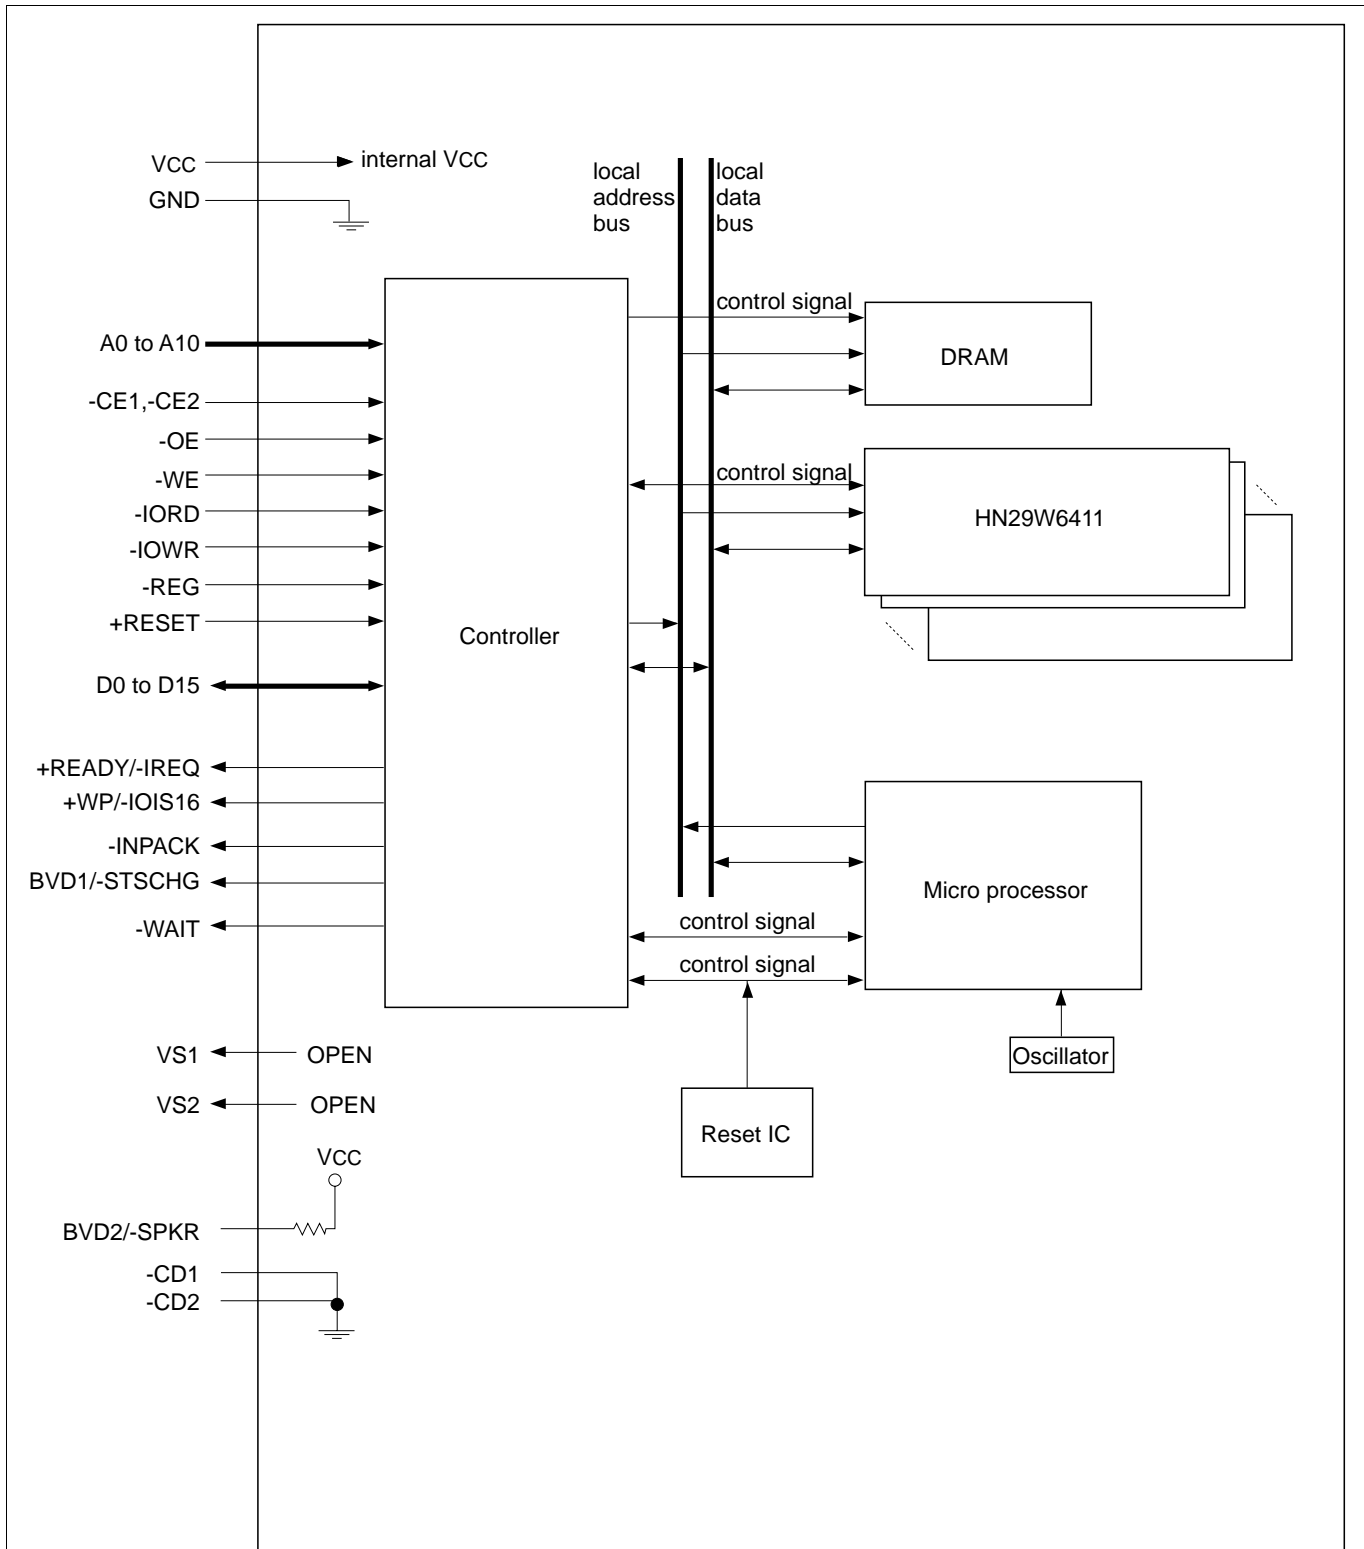 VCC
internal VCC
GND
local
address
bus
local
data
bus
A0 to A10
-CE1,-CE2
-OE
-WE
-IORD
-IOWR
-REG
+RESET
D0 to D15
+READY/-IREQ
+WP/-IOIS16
-INPACK
BVD1/-STSCHG
-WAIT
Controller
control signal
DRAM
control signal
HN29W6411
Micro processor
control signal
control signal
Oscillator
Reset IC
VS1
OPEN
VS2
OPEN
VCC
BVD2/-SPKR
-CD1
-CD2